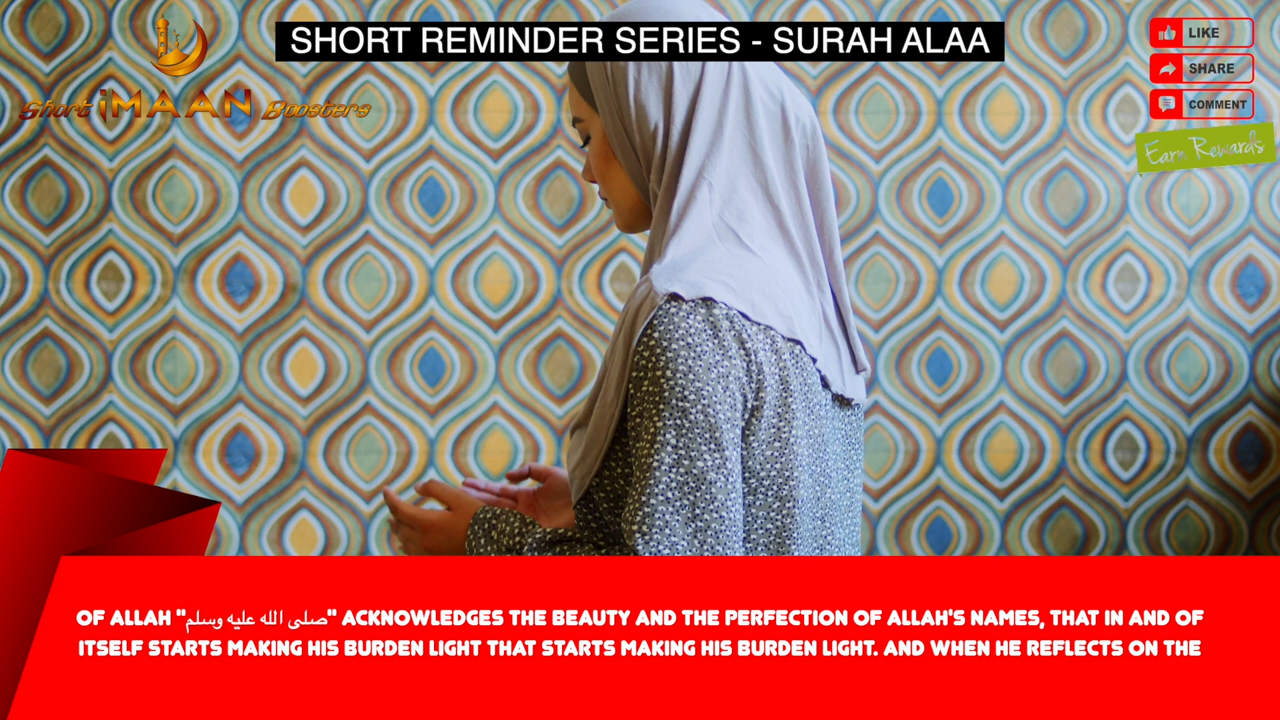 SHORT REMINDER SERIES - SURAH ALAA
Short iMAAN Boosters
LIKE
SHARE
COMMENT
Earn Rewards
OF ALLAH "صلى الله عليه وسلم" ACKNOWLEDGES THE BEAUTY AND THE PERFECTION OF ALLAH'S NAMES, THAT IN AND OF
ITSELF STARTS MAKING HIS BURDEN LIGHT THAT STARTS MAKING HIS BURDEN LIGHT. AND WHEN HE REFLECTS ON THE